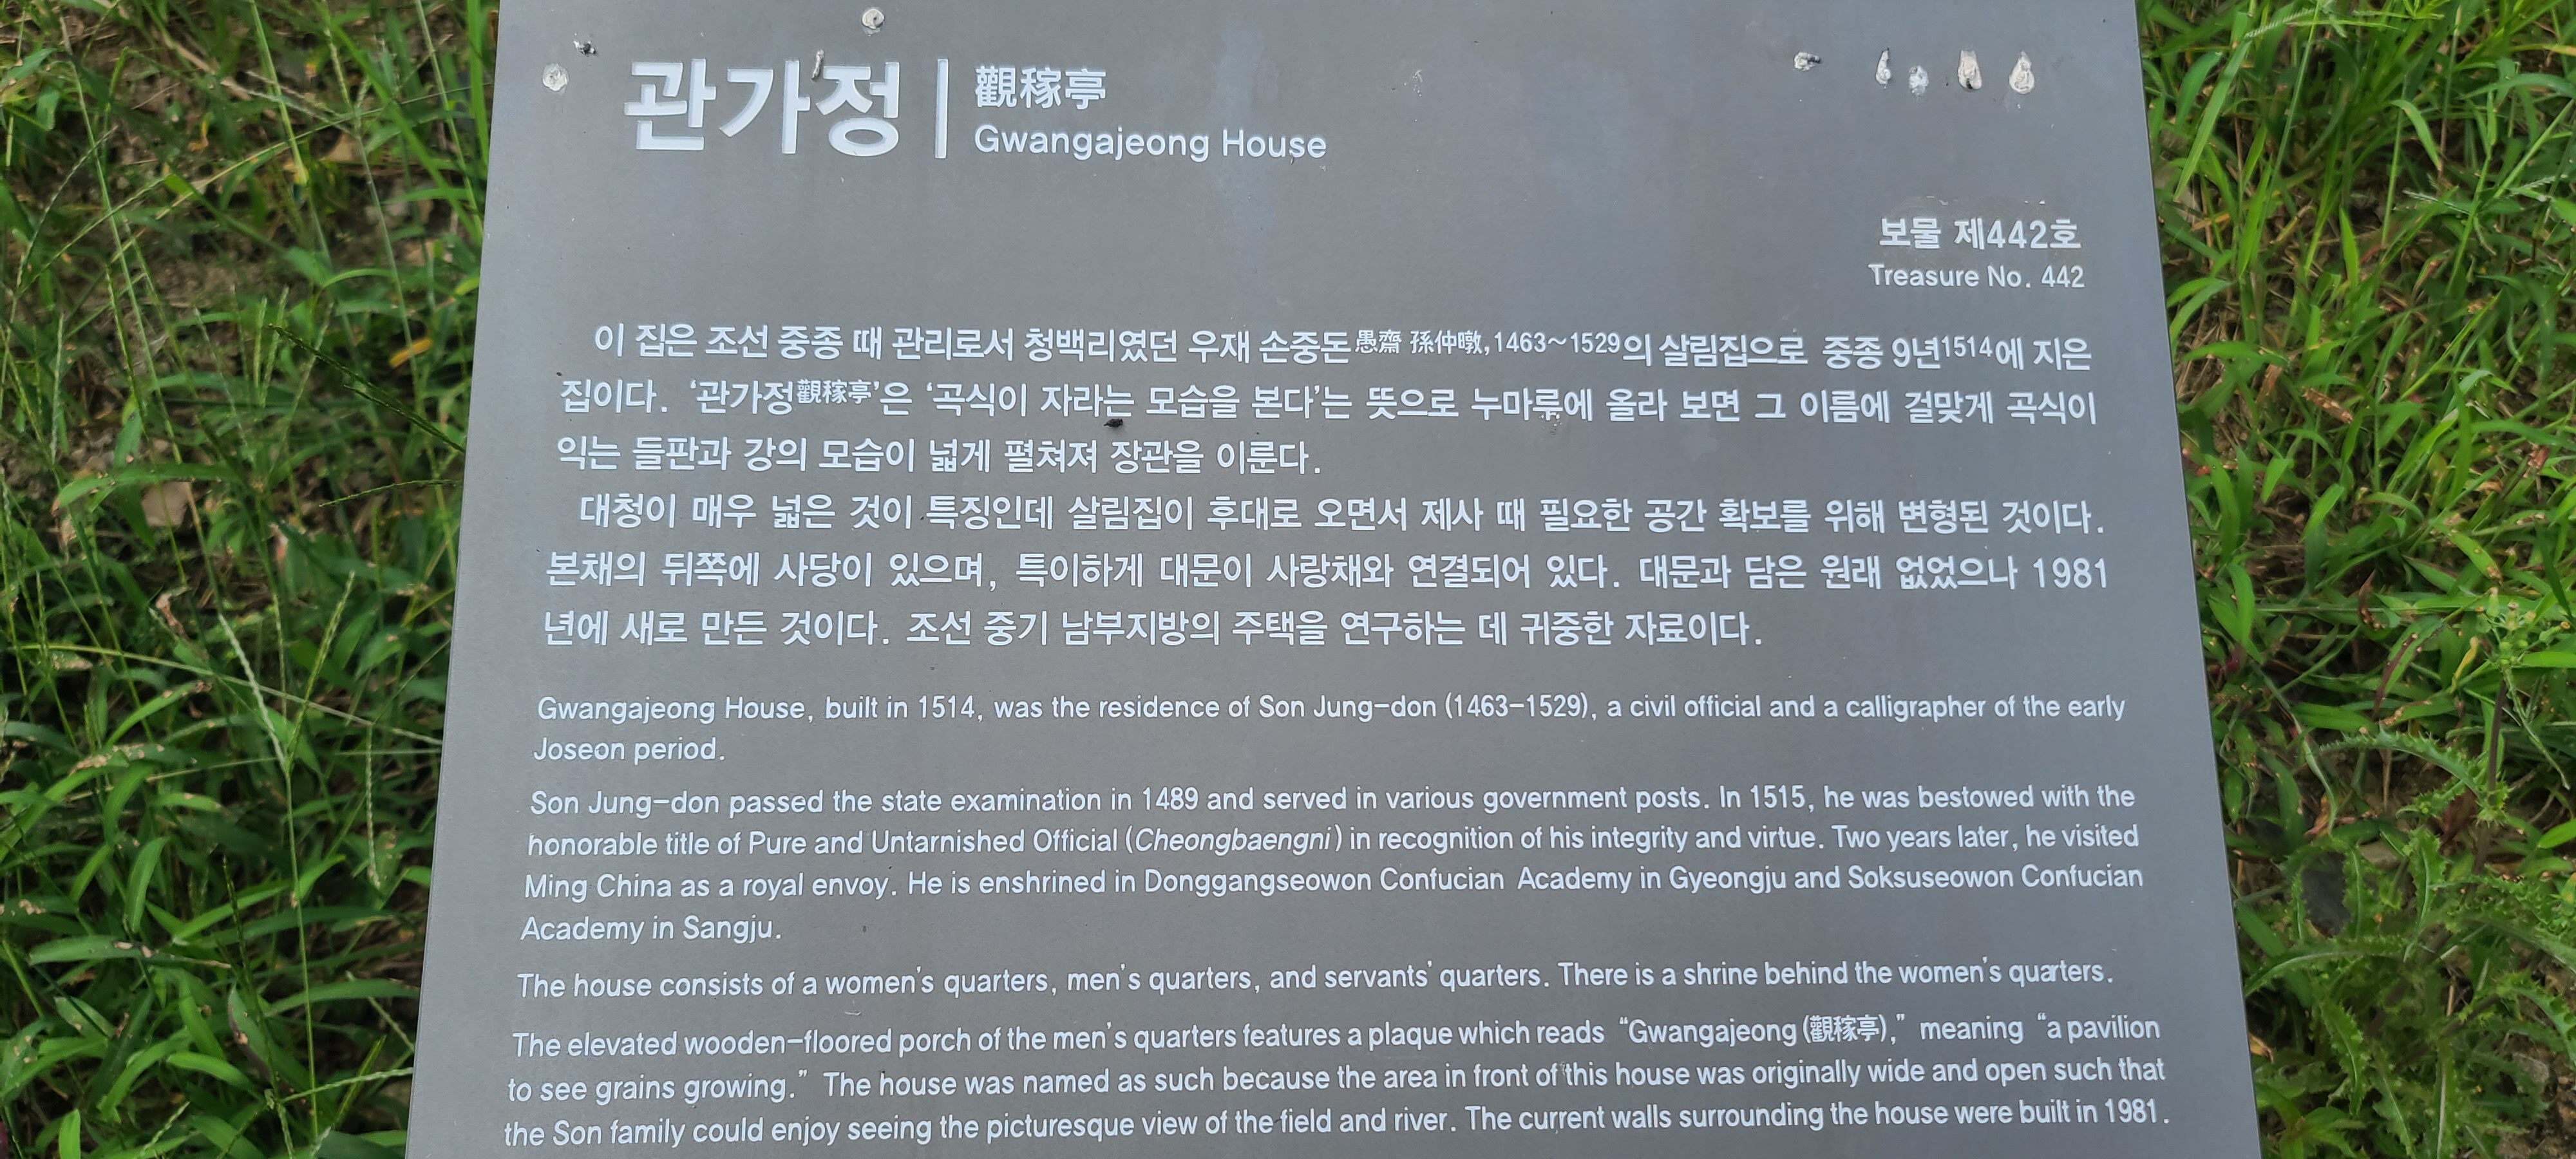 관가정
觀稼亭
Gwangajeong House
보물 제442호
Treasure No. 442
이 집은 조선 중종 때 관리로서 청백리였던 우재 손중돈愚齋 孫仲暾, 1463~1529의 살림집으로 중종 9년1514에 지은
집이다. ‘관가정觀稼亭’은 ‘곡식이 자라는 모습을 본다’는 뜻으로 누마루에 올라 보면 그 이름에 걸맞게 곡식이
익는 들판과 강의 모습이 넓게 펼쳐져 장관을 이룬다.
대청이 매우 넓은 것이 특징인데 살림집이 후대로 오면서 제사 때 필요한 공간 확보를 위해 변형된 것이다.
본채의 뒤쪽에 사당이 있으며, 특이하게 대문이 사랑채와 연결되어 있다. 대문과 담은 원래 없었으나 1981
년에 새로 만든 것이다. 조선 중기 남부지방의 주택을 연구하는 데 귀중한 자료이다.
Gwangajeong House, built in 1514, was the residence of Son Jung-don (1463-1529), a civil official and a calligrapher of the early
Joseon period.
Son Jung-don passed the state examination in 1489 and served in various government posts. In 1515, he was bestowed with the
honorable title of Pure and Untarnished Official (Cheongbaengni) in recognition of his integrity and virtue. Two years later, he visited
Ming China as a royal envoy. He is enshrined in Donggangseowon Confucian Academy in Gyeongju and Soksuseowon Confucian
Academy in Sangju.
The house consists of a women's quarters, men's quarters, and servants' quarters. There is a shrine behind the women's quarters.
The elevated wooden-floored porch of the men's quarters features a plaque which reads “Gwangajeong (觀稼亭),” meaning “a pavilion
to see grains growing.” The house was named as such because the area in front of this house was originally wide and open such that
the Son family could enjoy seeing the picturesque view of the field and river. The current walls surrounding the house were built in 1981.